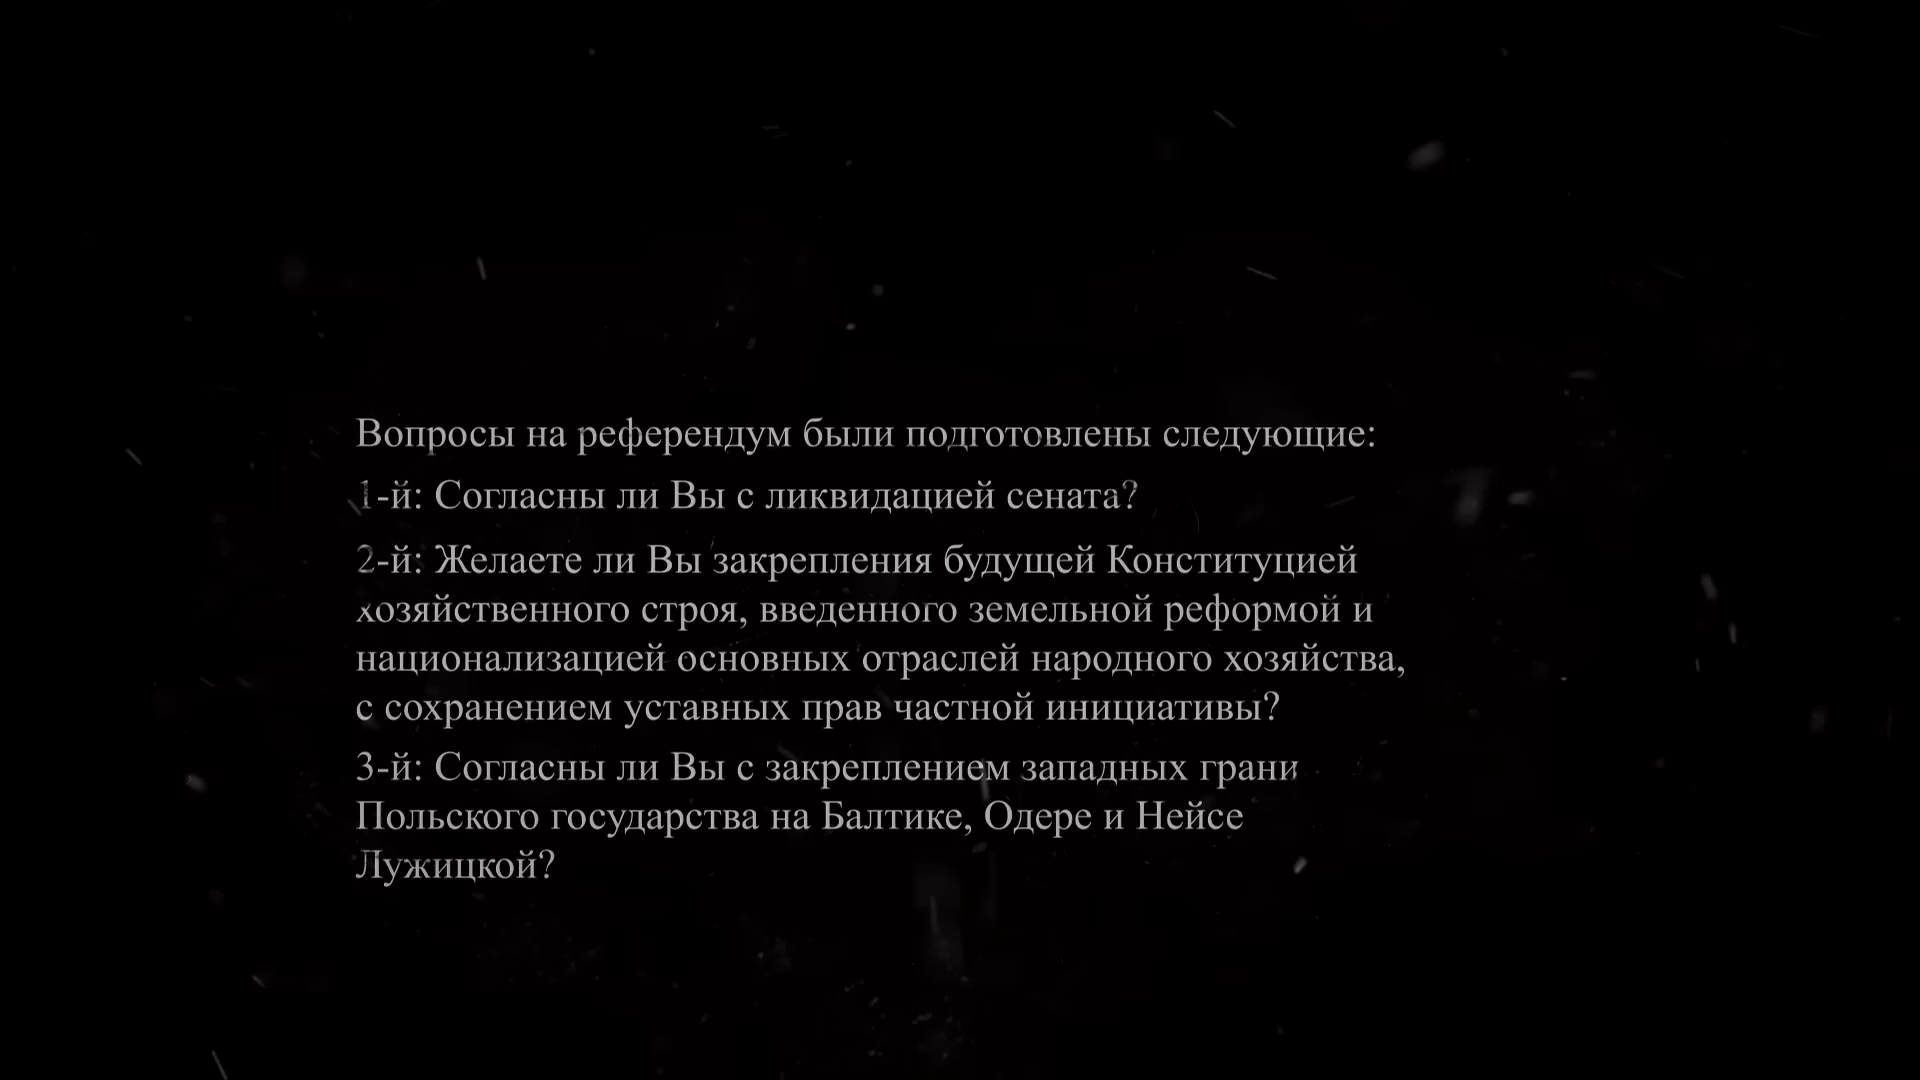 Вопросы на референдум были подготовлены следующие:
1-й: Согласны ли Вы с ликвидацией сената?
2-й: Желаете ли Вы закрепления будущей Конституцией
хозяйственного строя, введенного земельной реформой и
национализацией основных отраслей народного хозяйства,
с сохранением уставных прав частной инициативы?
3-й: Согласны ли Вы с закреплением западных грани
Польского государства на Балтике, Одере и Нейсе
Лужицкой?